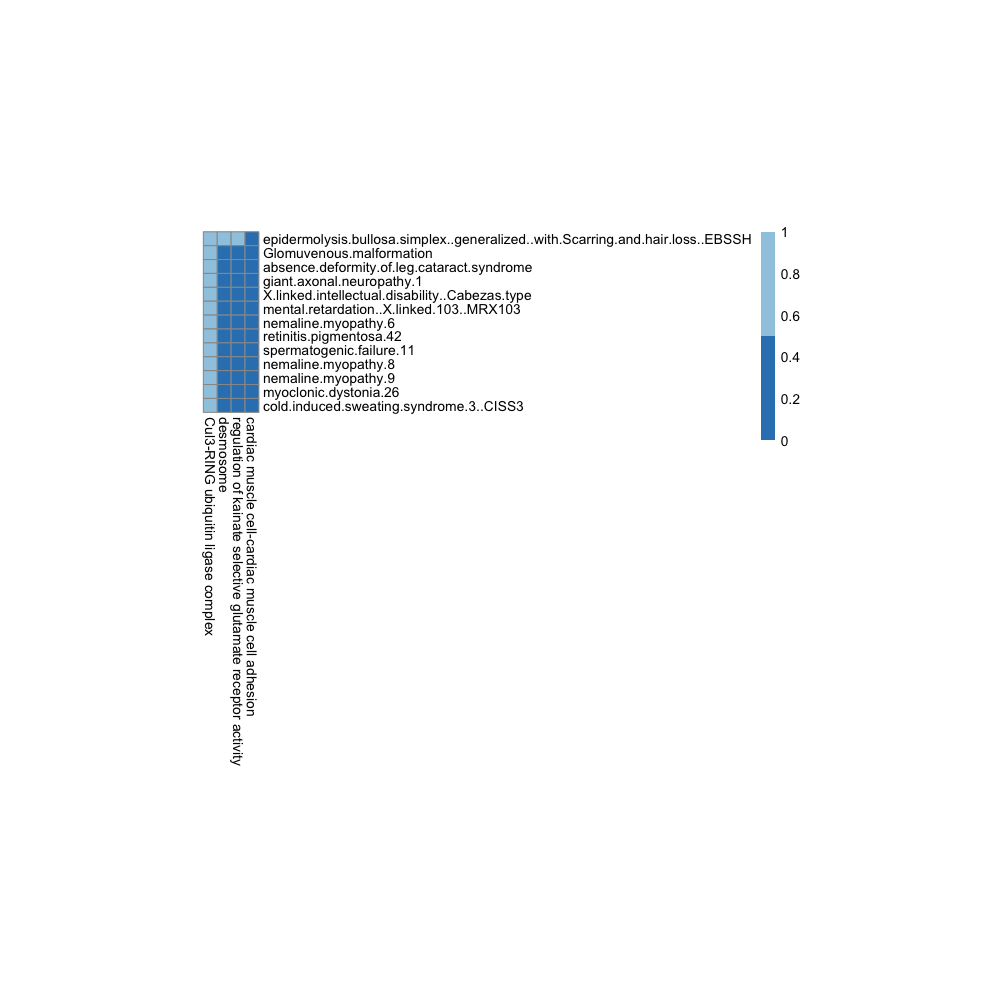 epidermolysis.bullosa.simplex..generalized..with.Scarring.and.hair.loss..EBSSH
Glomuvenous.malformation
absence.deformity.of.leg.cataract.syndrome
giant.axonal.neuropathy.1
X.linked.intellectual.disability..Cabezas.type
mental.retardation..X.linked.103..MRX103
nemaline.myopathy.6
retinitis.pigmentosa.42
spermatogenic.failure.11
nemaline.myopathy.8
nemaline.myopathy.9
myoclonic.dystonia.26
cold.induced.sweating.syndrome.3..CISS3
Cul3-RING ubiquitin ligase complex
desmosome
regulation of kainate selective glutamate receptor activity
cardiac muscle cell-cardiac muscle cell adhesion
1
0.8
0.6
0.4
0.2
0